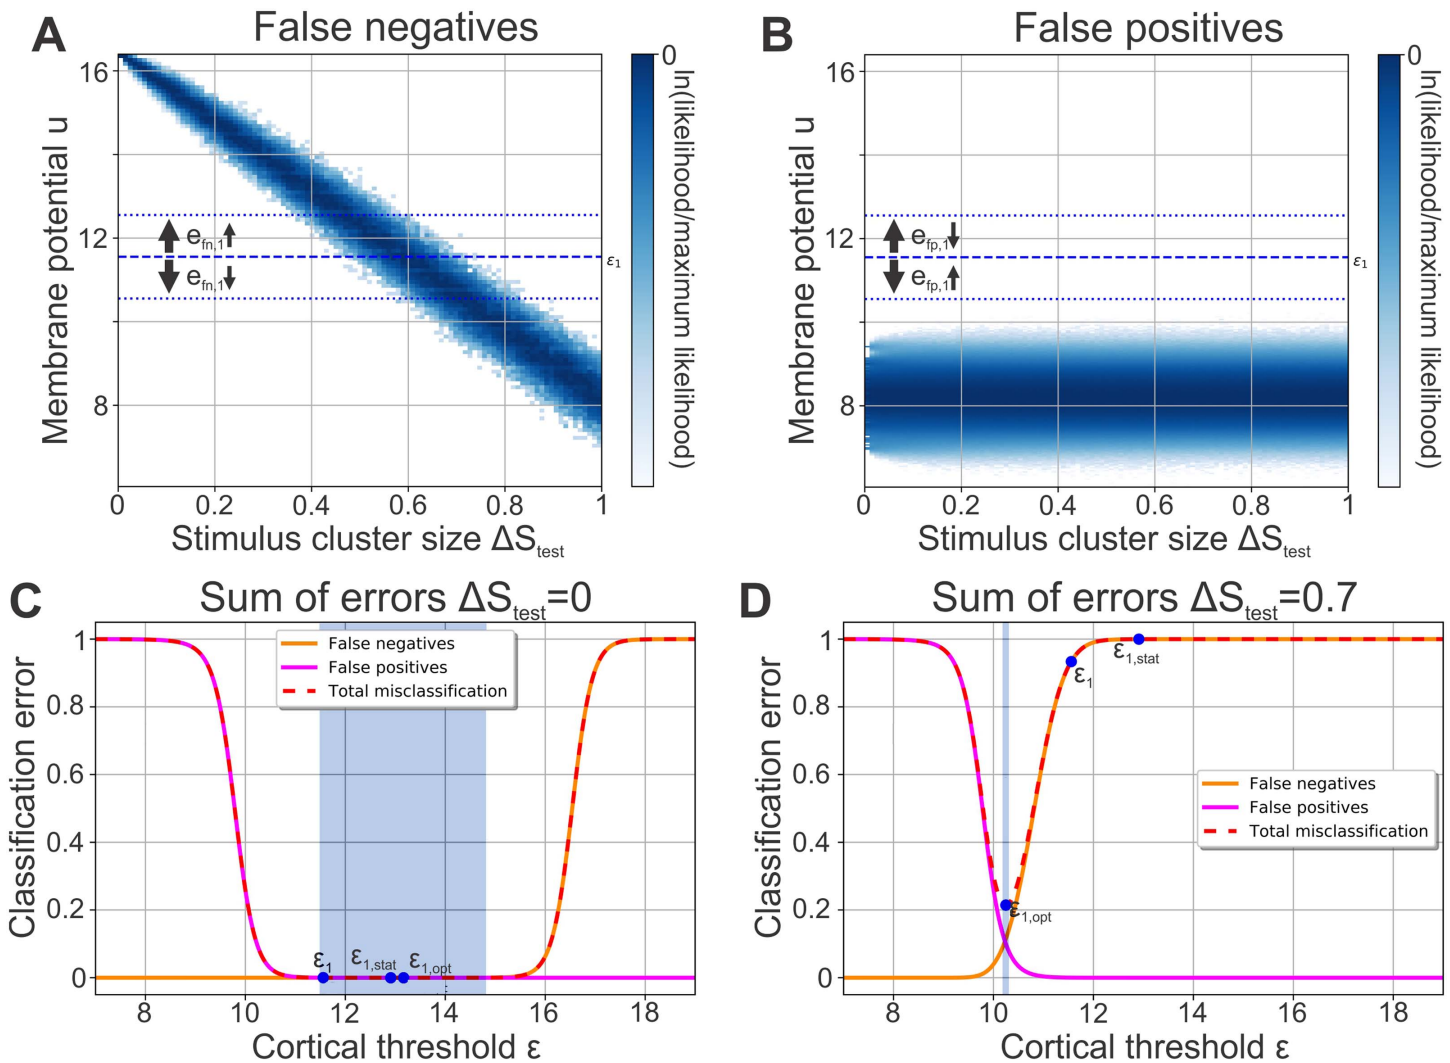 A
False negatives
16
12
8
0
0.2
0.4
0.6
0.8
1
Membrane potential u
Stimulus cluster size ΔS_test
e_fn,1
e_fn,1
ε₁
0
ln(likelihood/maximum likelihood)
B
False positives
16
12
8
0
0.2
0.4
0.6
0.8
1
Membrane potential u
Stimulus cluster size ΔS_test
e_fp,1
e_fp,1
ε₁
0
ln(likelihood/maximum likelihood)
C
Sum of errors ΔS_test=0
False negatives
False positives
Total misclassification
1
0.8
0.6
0.4
0.2
0
Classification error
ε₁
ε_1,stat
ε_1,opt
8
10
12
14
16
18
Cortical threshold ε
D
Sum of errors ΔS_test=0.7
1
0.8
0.6
0.4
0.2
0
Classification error
ε_1,stat
ε₁
ε_1,opt
False negatives
False positives
Total misclassification
8
10
12
14
16
18
Cortical threshold ε